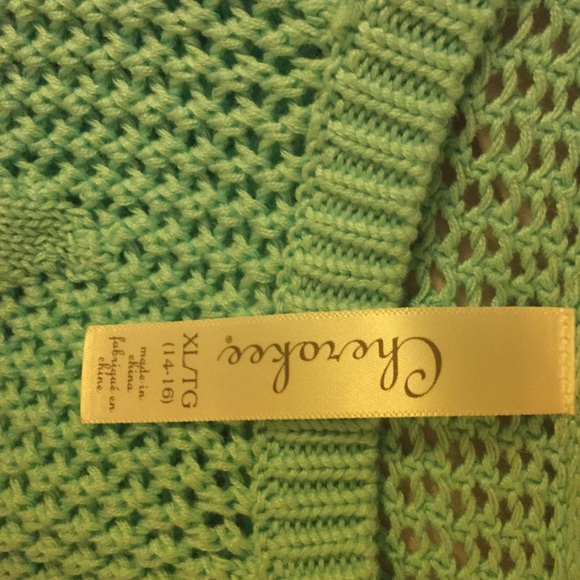 Cherokee®
XL/TG
(14-16)
made in
china
fabriqué en
chine